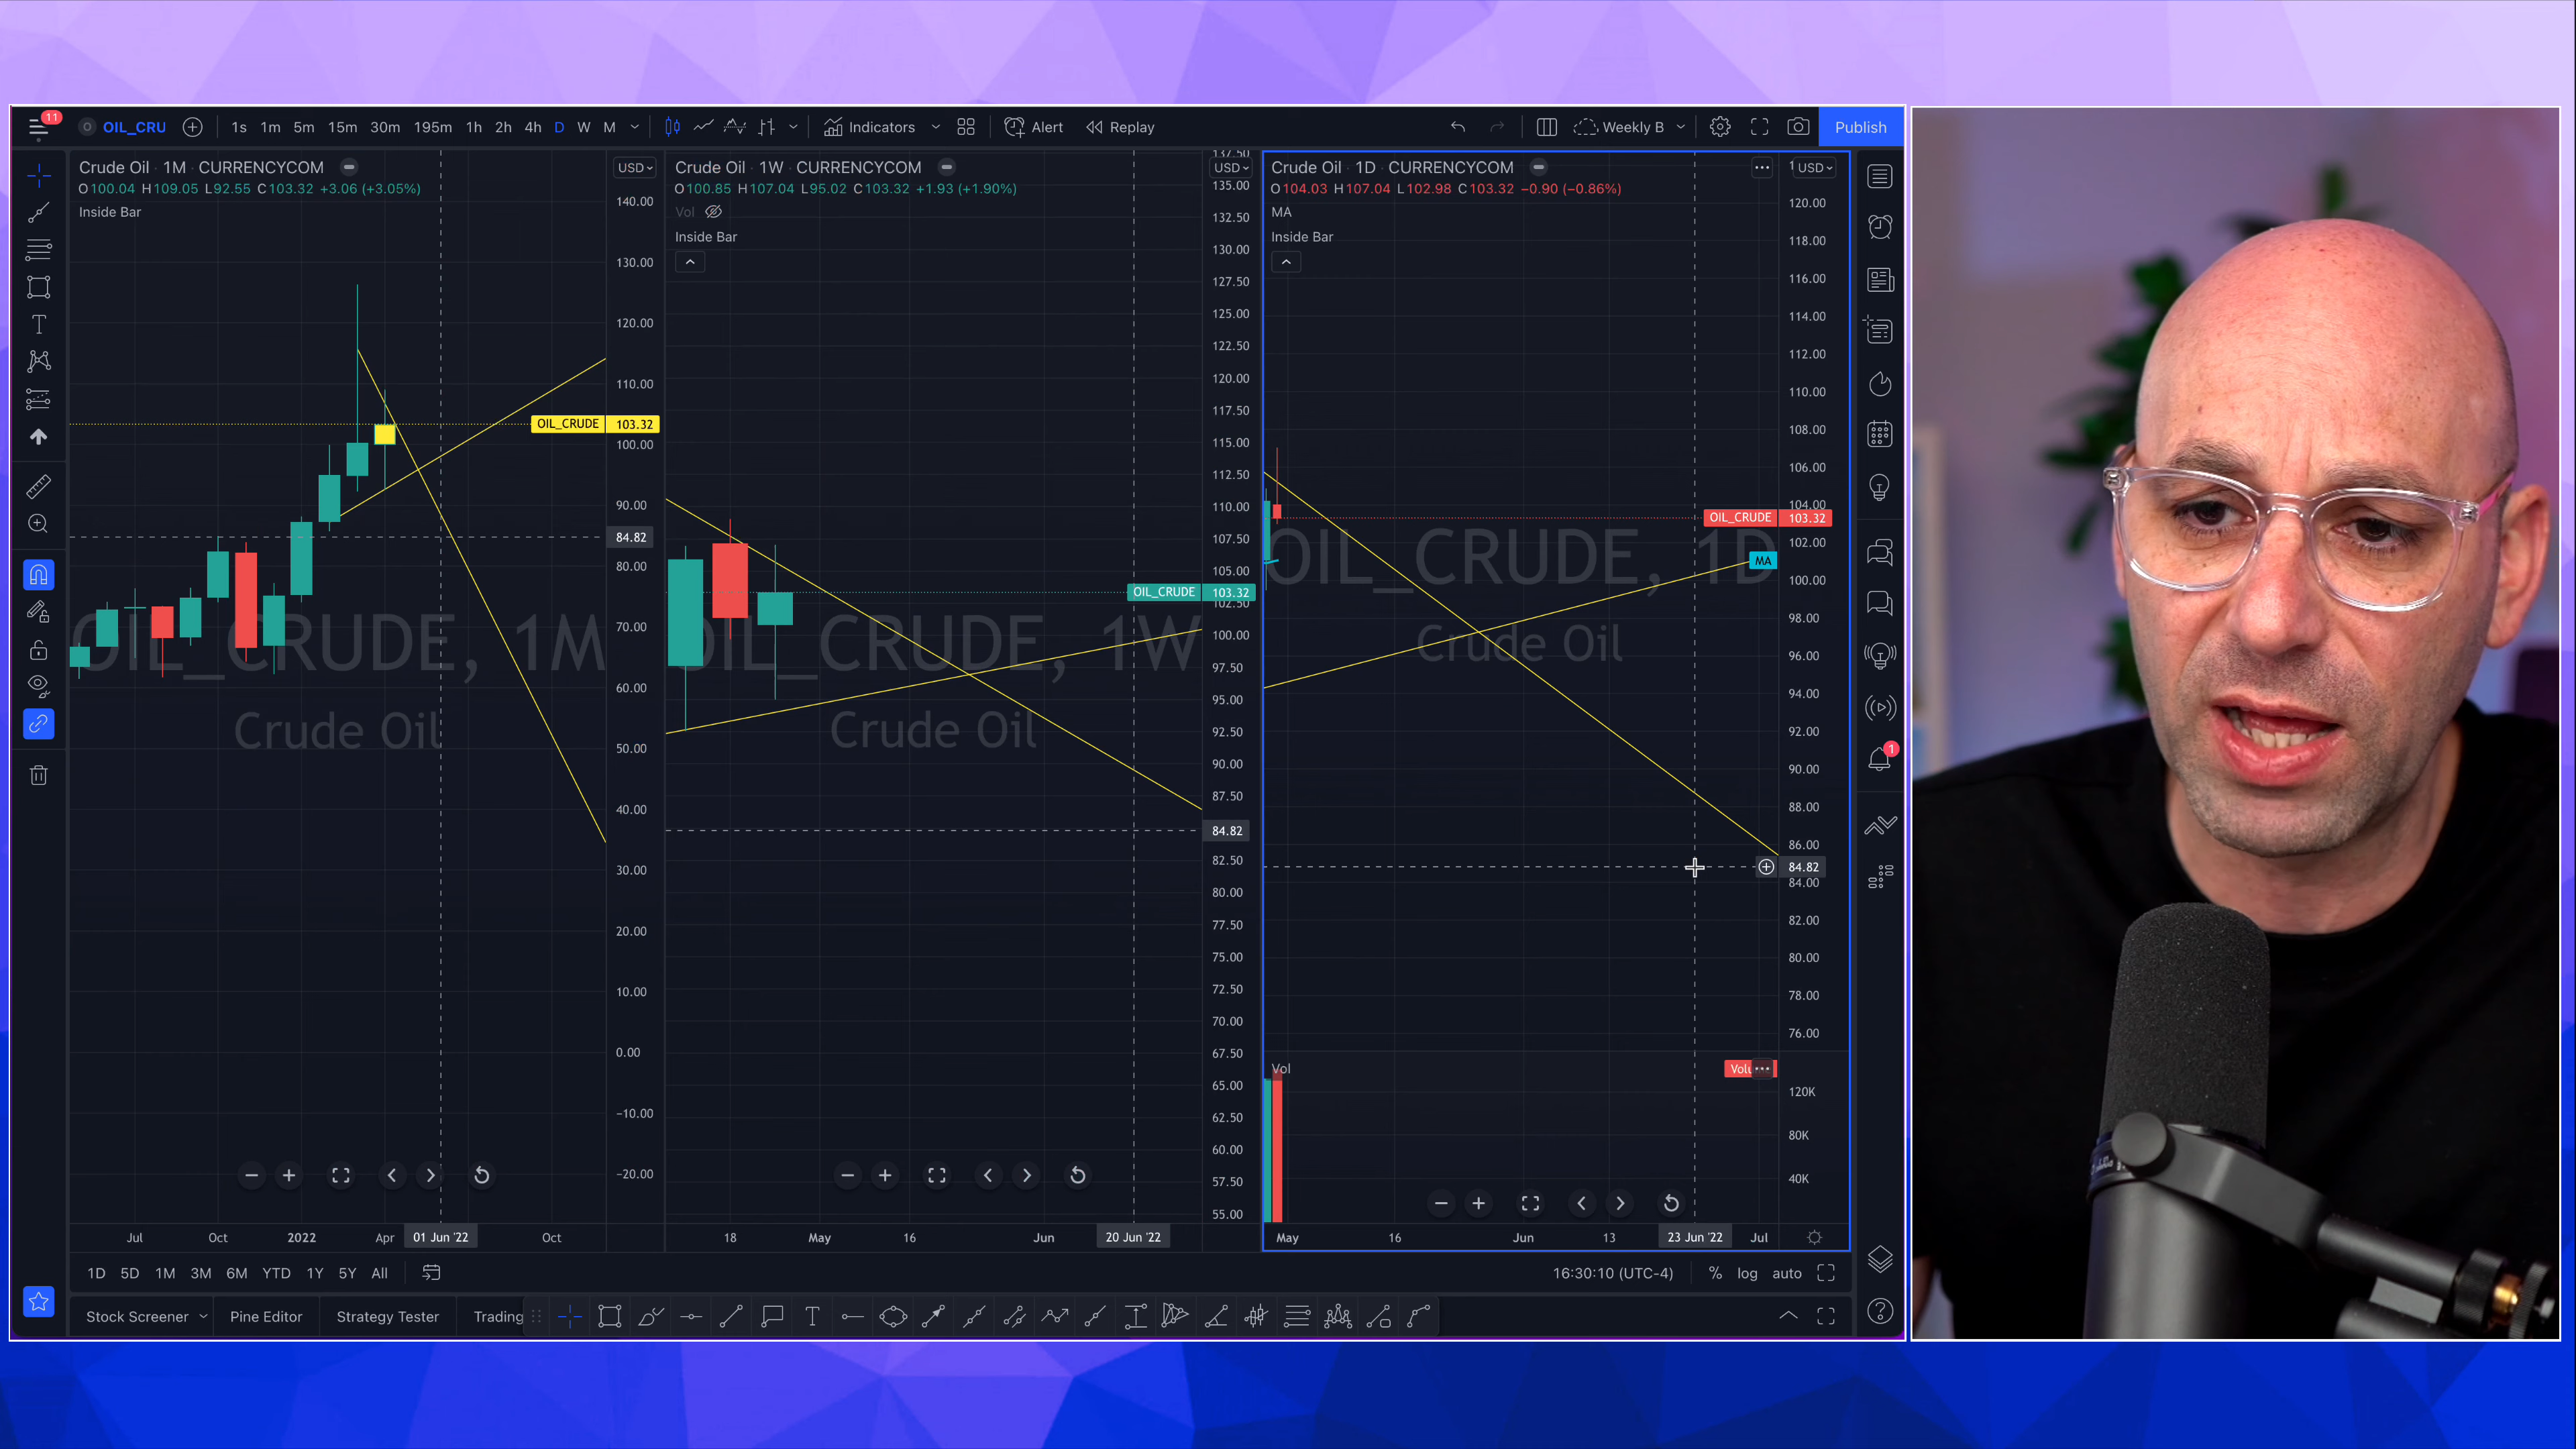 11
OIL_CRU 1s 1m 5m 15m 30m 195m 1h 2h 4h D W M Indicators Alert Replay Weekly B Publish
Crude Oil · 1M · CURRENCYCOM USD
O100.04 H109.05 L92.55 C103.32 +3.06 (+3.05%)
Inside Bar
140.00
130.00
120.00
110.00
OIL_CRUDE 103.32
100.00
90.00
84.82
80.00
70.00
60.00
50.00
40.00
30.00
20.00
10.00
0.00
−10.00
−20.00
OIL_CRUDE, 1M
Crude Oil
Jul Oct 2022 Apr 01 Jun '22 Oct
Crude Oil · 1W · CURRENCYCOM USD
O100.85 H107.04 L95.02 C103.32 +1.93 (+1.90%)
Vol
Inside Bar
137.50
135.00
132.50
130.00
127.50
125.00
122.50
120.00
117.50
115.00
112.50
110.00
107.50
105.00
OIL_CRUDE 103.32
102.50
100.00
97.50
95.00
92.50
90.00
87.50
84.82
82.50
80.00
77.50
75.00
72.50
70.00
67.50
65.00
62.50
60.00
57.50
55.00
OIL_CRUDE, 1W
Crude Oil
18 May 16 Jun 20 Jun '22
Crude Oil · 1D · CURRENCYCOM USD
O104.03 H107.04 L102.98 C103.32 −0.90 (−0.86%)
MA
Inside Bar
120.00
118.00
116.00
114.00
112.00
110.00
108.00
106.00
104.00
OIL_CRUDE 103.32
102.00
MA
100.00
98.00
96.00
94.00
92.00
90.00
88.00
86.00
84.82
84.00
82.00
80.00
78.00
76.00
OIL_CRUDE, 1D
Crude Oil
Vol
120K
80K
40K
May 16 Jun 13 23 Jun '22 Jul
1
1D 5D 1M 3M 6M YTD 1Y 5Y All 16:30:10 (UTC-4) % log auto
Stock Screener Pine Editor Strategy Tester Trading